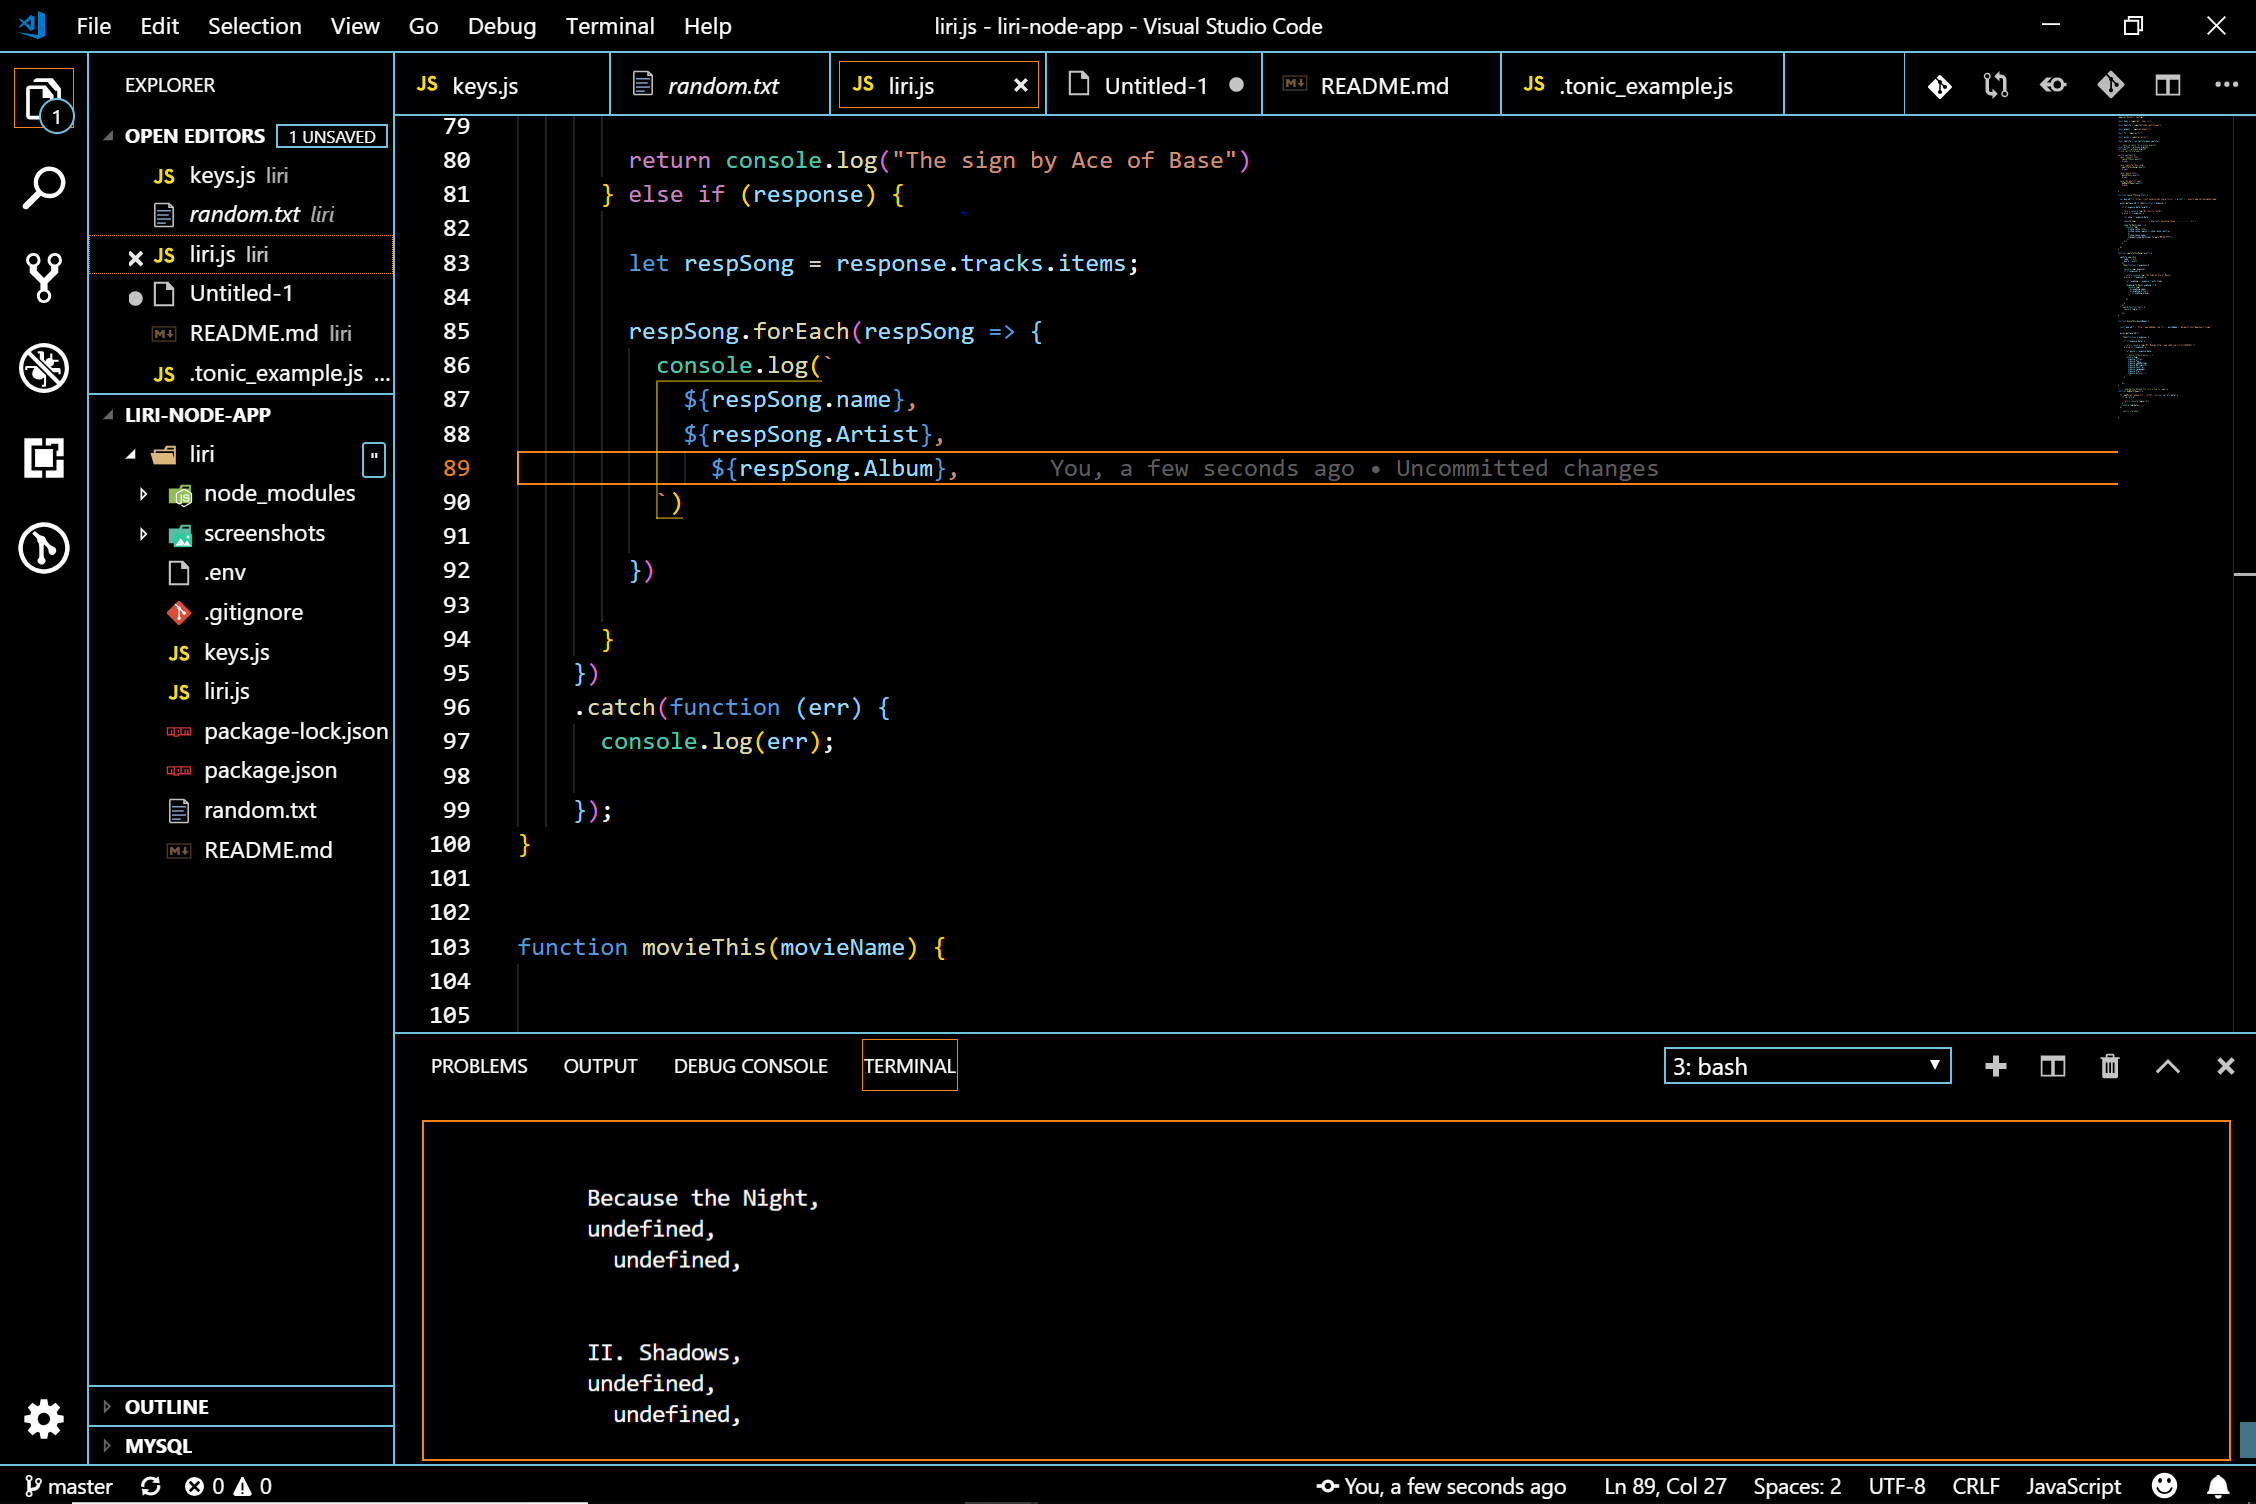 File Edit Selection View Go Debug Terminal Help
liri.js - liri-node-app - Visual Studio Code
EXPLORER
1
OPEN EDITORS 1 UNSAVED
JS keys.js liri
random.txt liri
JS liri.js liri
Untitled-1
README.md liri
JS .tonic_example.js ...
LIRI-NODE-APP
liri "
node_modules
screenshots
.env
.gitignore
JS keys.js
JS liri.js
package-lock.json
package.json
random.txt
README.md
OUTLINE
MYSQL
JS keys.js
random.txt
JS liri.js
Untitled-1
README.md
JS .tonic_example.js
79
80 return console.log("The sign by Ace of Base")
81 } else if (response) {
82
83 let respSong = response.tracks.items;
84
85 respSong.forEach(respSong => {
86 console.log(`
87 ${respSong.name},
88 ${respSong.Artist},
89 ${respSong.Album}, You, a few seconds ago • Uncommitted changes
90 `)
91
92 })
93
94 }
95 })
96 .catch(function (err) {
97 console.log(err);
98
99 });
100 }
101
102
103 function movieThis(movieName) {
104
105
PROBLEMS OUTPUT DEBUG CONSOLE TERMINAL
3: bash
Because the Night,
undefined,
undefined,
II. Shadows,
undefined,
undefined,
master 0 0
You, a few seconds ago Ln 89, Col 27 Spaces: 2 UTF-8 CRLF JavaScript